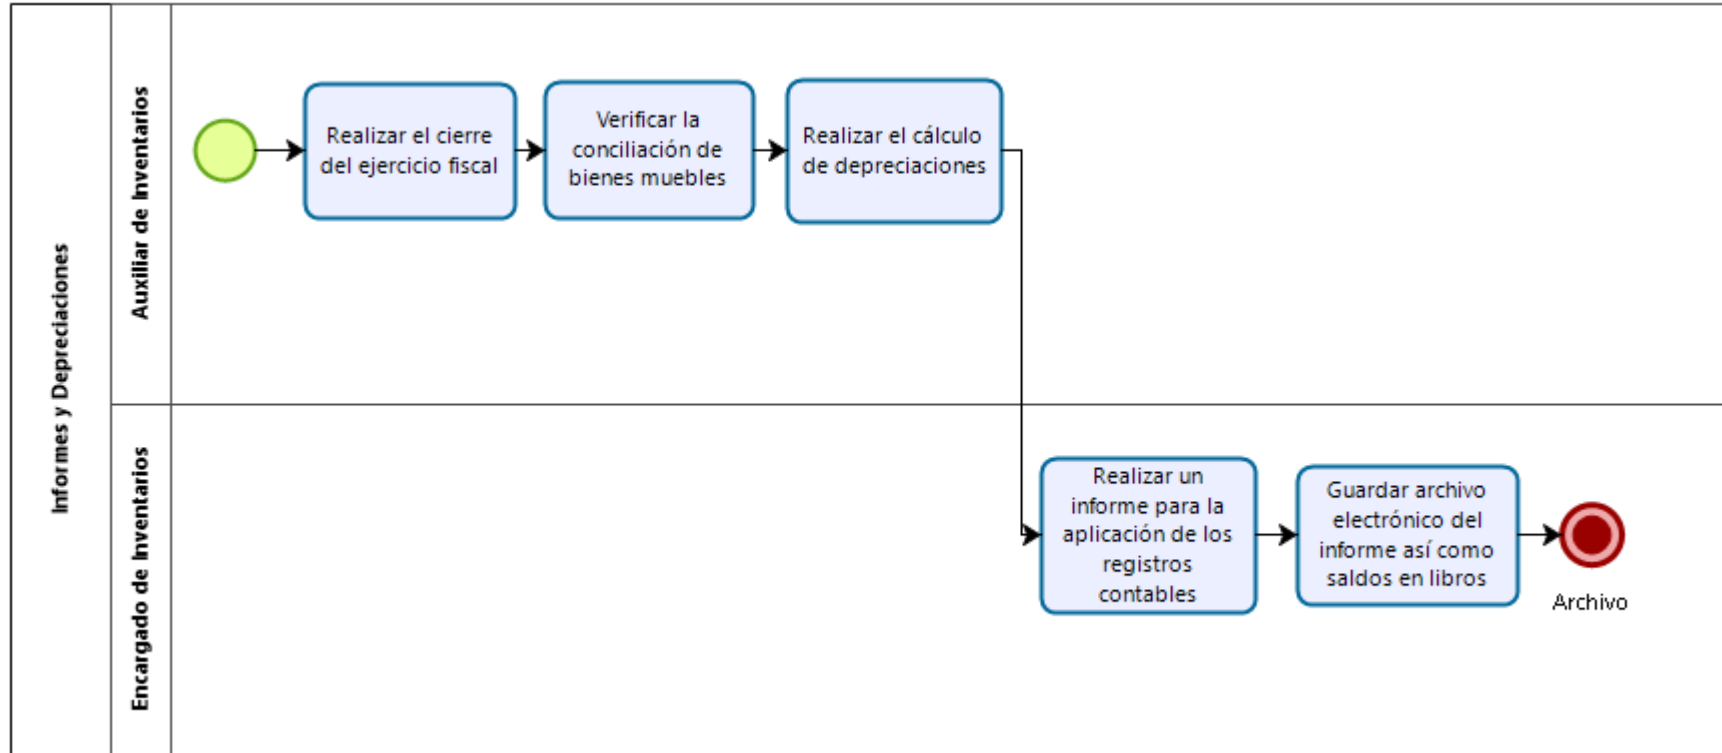 Informes y Depreciaciones
Auxiliar de Inventarios
Realizar el cierre
del ejercicio fiscal
Verificar la
conciliación de
bienes muebles
Realizar el cálculo
de depreciaciones
Encargado de Inventarios
Realizar un
informe para la
aplicación de los
registros
contables
Guardar archivo
electrónico del
informe así como
saldos en libros
Archivo